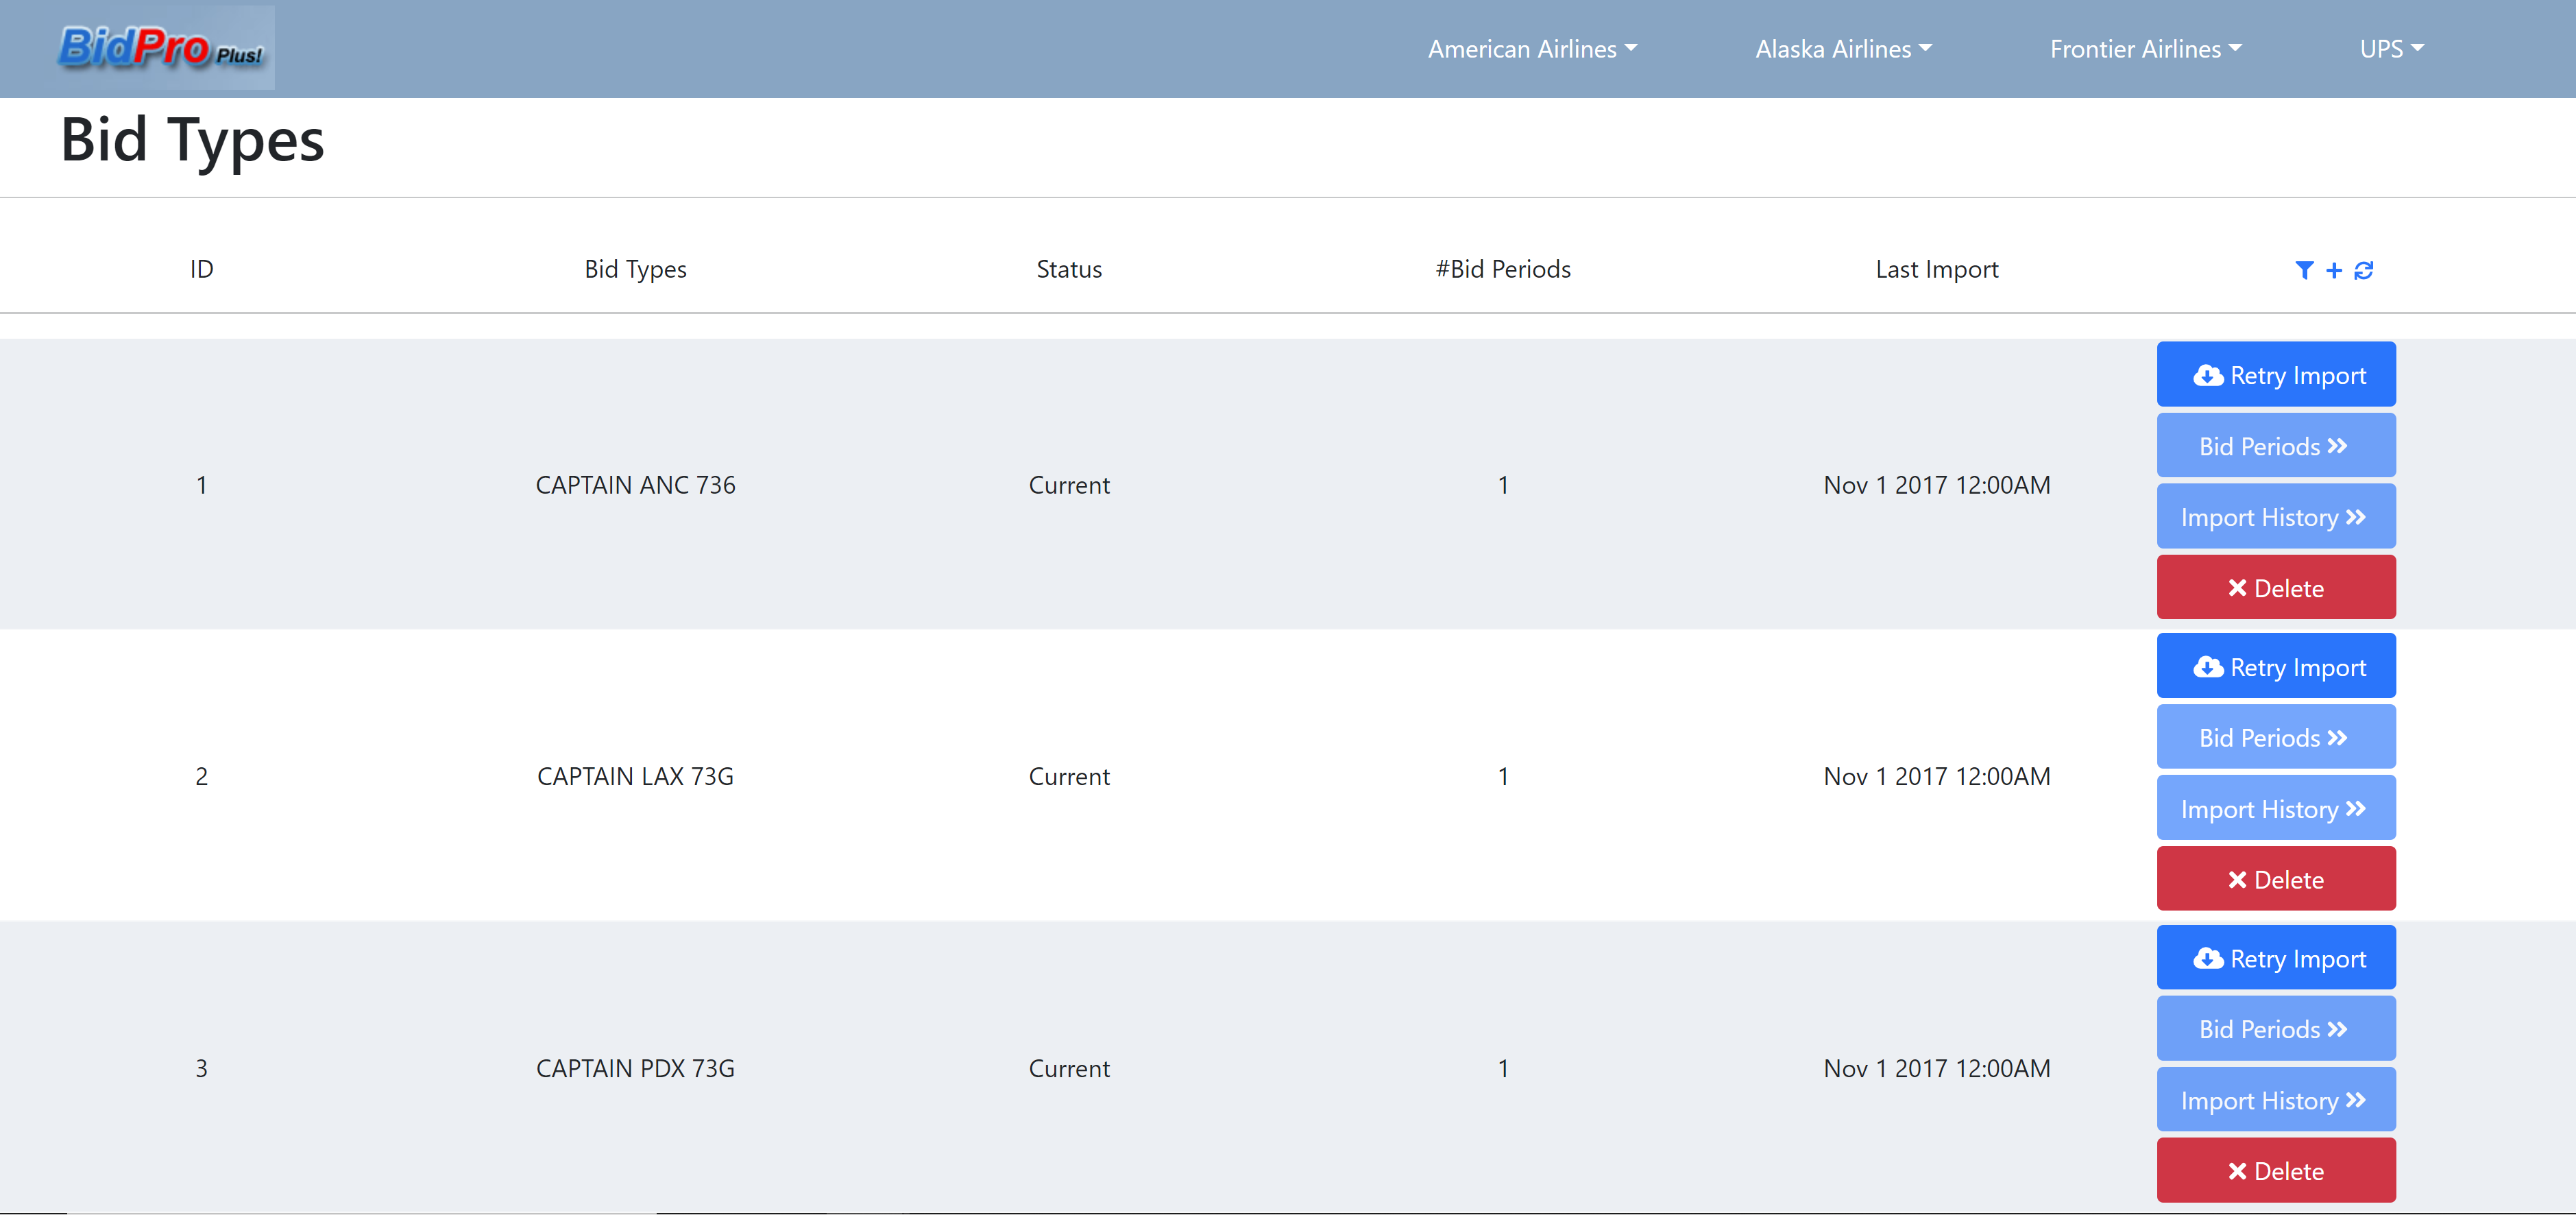 BidPro Plus!
American Airlines
Alaska Airlines
Frontier Airlines
UPS
Bid Types
ID
Bid Types
Status
#Bid Periods
Last Import
1
CAPTAIN ANC 736
Current
1
Nov 1 2017 12:00AM
Retry Import
Bid Periods
Import History
Delete
2
CAPTAIN LAX 73G
Current
1
Nov 1 2017 12:00AM
Retry Import
Bid Periods
Import History
Delete
3
CAPTAIN PDX 73G
Current
1
Nov 1 2017 12:00AM
Retry Import
Bid Periods
Import History
Delete